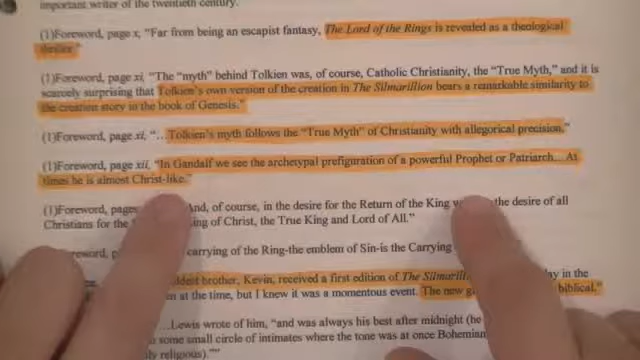 important writer of the twentieth century.
(1)Foreword, page x, "Far from being an escapist fantasy, The Lord of the Rings is revealed as a theological
thriller."
(1)Foreword, page xi, "The "myth" behind Tolkien was, of course, Catholic Christianity, the "True Myth," and it is
scarcely surprising that Tolkien's own version of the creation in The Silmarillion bears a remarkable similarity to
the creation story in the book of Genesis."
(1)Foreword, page xi, "…Tolkien's myth follows the "True Myth" of Christianity with allegorical precision."
(1)Foreword, page xii, "In Gandalf we see the archetypal prefiguration of a powerful Prophet or Patriarch… At
times he is almost Christ-like."
(1)Foreword, And, of course, in the desire for the Return of the King the desire of all
Christians for the of Christ, the True King and Lord of All."
carrying of the Ring-the emblem of Sin-is the Carrying
brother, Kevin, received a first edition of The in the
at the time, but I knew it was a momentous event. The new biblical."
…Lewis wrote of him, "and was always his best after midnight (he
some small circle of intimates where the tone was at once
religious)."